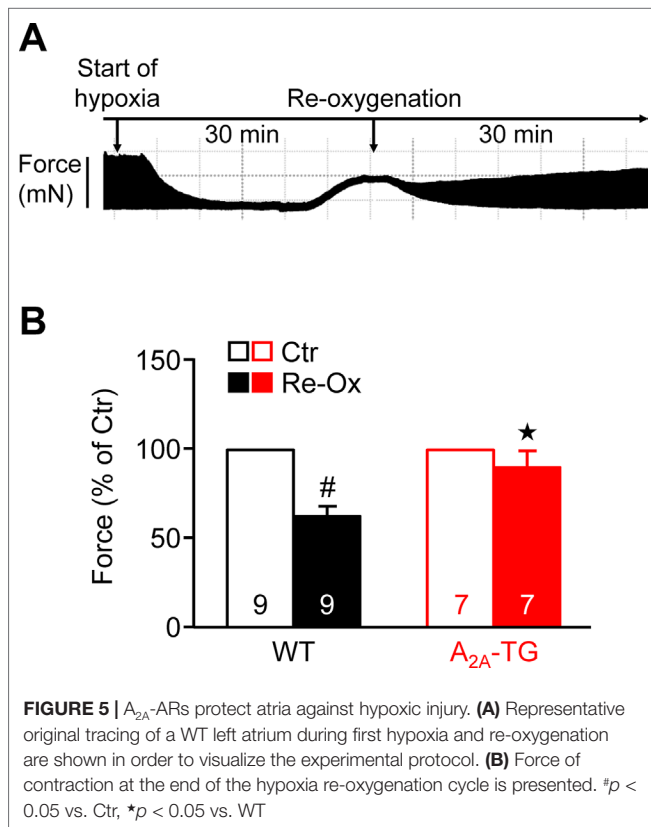 A
Start of
hypoxia
Re-oxygenation
30 min
30 min
Force
(mN)
B
150
100
50
0
Force (% of Ctr)
Ctr
Re-Ox
#
★
9
9
7
7
WT
A₂A-TG
FIGURE 5 | A₂A-ARs protect atria against hypoxic injury. (A) Representative
original tracing of a WT left atrium during first hypoxia and re-oxygenation
are shown in order to visualize the experimental protocol. (B) Force of
contraction at the end of the hypoxia re-oxygenation cycle is presented. #p <
0.05 vs. Ctr, ★p < 0.05 vs. WT